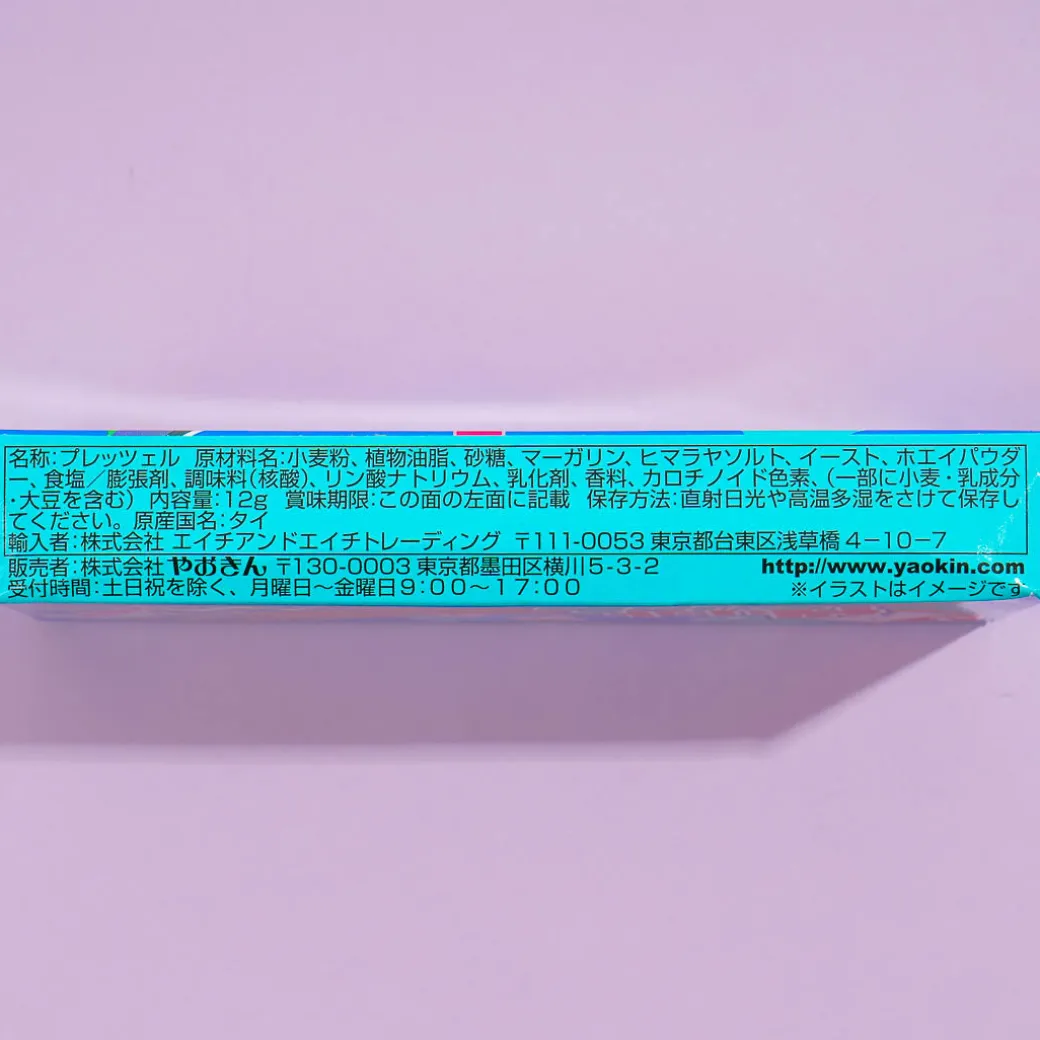 名称:プレッツェル 原材料名:小麦粉、植物油脂、砂糖、マーガリン、ヒマラヤソルト、イースト、ホエイパウダ
ー、食塩／膨張剤、調味料(核酸)、リン酸ナトリウム、乳化剤、香料、カロチノイド色素、(一部に小麦・乳成分
・大豆を含む) 内容量:12g 賞味期限:この面の左面に記載 保存方法:直射日光や高温多湿をさけて保存し
てください。原産国名:タイ
輸入者:株式会社 エイチアンドエイチトレーディング 〒111-0053 東京都台東区浅草橋 4－10－7
販売者:株式会社 やおきん 〒130-0003 東京都墨田区横川5-3-2 http://www.yaokin.com
受付時間:土日祝を除く、月曜日〜金曜日9:00〜17:00 ※イラストはイメージです